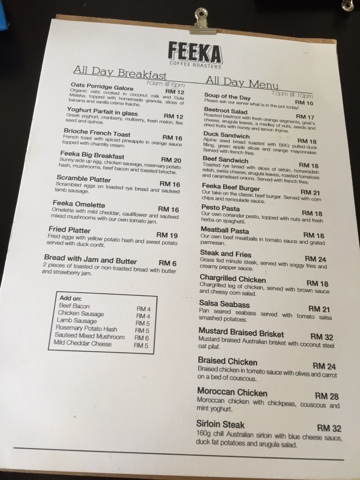 FEEKA
COFFEE ROASTERS
All Day Breakfast
Oats Porridge Galore RM 12
Organic oats cooked in coconut milk and Gula
Melaka, topped with homemade granola, slices of
banana and vanilla crème fraiche.
Yoghurt Parfait in glass RM 12
Greek yoghurt, cranberry, mulberry, fresh melon, flax
seed and quinoa.
Brioche French Toast RM 16
French toast with spiced pineapple in orange sauce
topped with chantilly cream.
Feeka Big Breakfast RM 20
Sunny side up egg, chicken sausage, rosemary potato
hash, mushrooms, beef bacon and toasted brioche.
Scramble Platter RM 16
Scrambled eggs on toasted rye bread and sauteed
lamb sausage.
Feeka Omelette RM 16
Omelette with mild cheddar, cauliflower and sauteed
mixed mushrooms with our own tomato jam.
Fried Platter RM 19
Fried eggs with yellow potato hash and sweet potato
served with duck confit.
Bread with Jam and Butter RM 6
2 pieces of toasted or non toasted bread with butter
and strawberry jam.
Add on:
Beef Bacon RM 4
Chicken Sausage RM 4
Lamb Sausage RM 5
Rosemary Potato Hash RM 5
Sauteed Mixed Mushroom RM 6
Mild Cheddar Cheese RM 5
All Day Menu
Soup of the Day RM 10
Please ask our server what is in the pot today!
Beetroot Salad RM 17
Roasted beetroot with fresh orange segments, goat's
cheese, arugula leaves, a medley of nuts, seeds and
dried fruits with honey and lemon thyme.
Duck Sandwich RM 18
Alpine seed bread toasted with BBQ pulled duck
filling, green apple slices and orange mayonnaise.
Served with french fries.
Beef Sandwich RM 18
Toasted rye bread with slices of sirloin, horseradish
relish, swiss cheese, arugula leaves, roasted tomatoes
and caramelised onions. Served with french fries.
Feeka Beef Burger RM 21
Our take on the classic beef burger. Served with corn
chips and remoulade sauce.
Pesto Pasta RM 18
Our own coriander pesto, topped with nuts and fresh
herbs on spaghetti.
Meatball Pasta RM 18
Our own beef meatballs in tomato sauce and grated
parmesan.
Steak and Fries RM 24
Grass fed minute steak, served with soggy fries and
creamy pepper sauce.
Chargrilled Chicken RM 18
Chargrilled leg of chicken, served with brown sauce
and cheesy corn salad.
Salsa Seabass RM 21
Pan seared seabass served with tomato salsa
smashed potatoes.
Mustard Braised Brisket RM 32
Mustard braised Australian brisket with coconut steel
oat pilaf.
Braised Chicken RM 24
Braised chicken in tomato sauce with olives and carrot
on a bed of couscous.
Moroccan Chicken RM 28
Moroccan chicken with chickpeas, couscous and
mint yoghurt.
Sirloin Steak RM 32
160g chill Australian sirloin with blue cheese sauce,
duck fat potatoes and arugula salad.